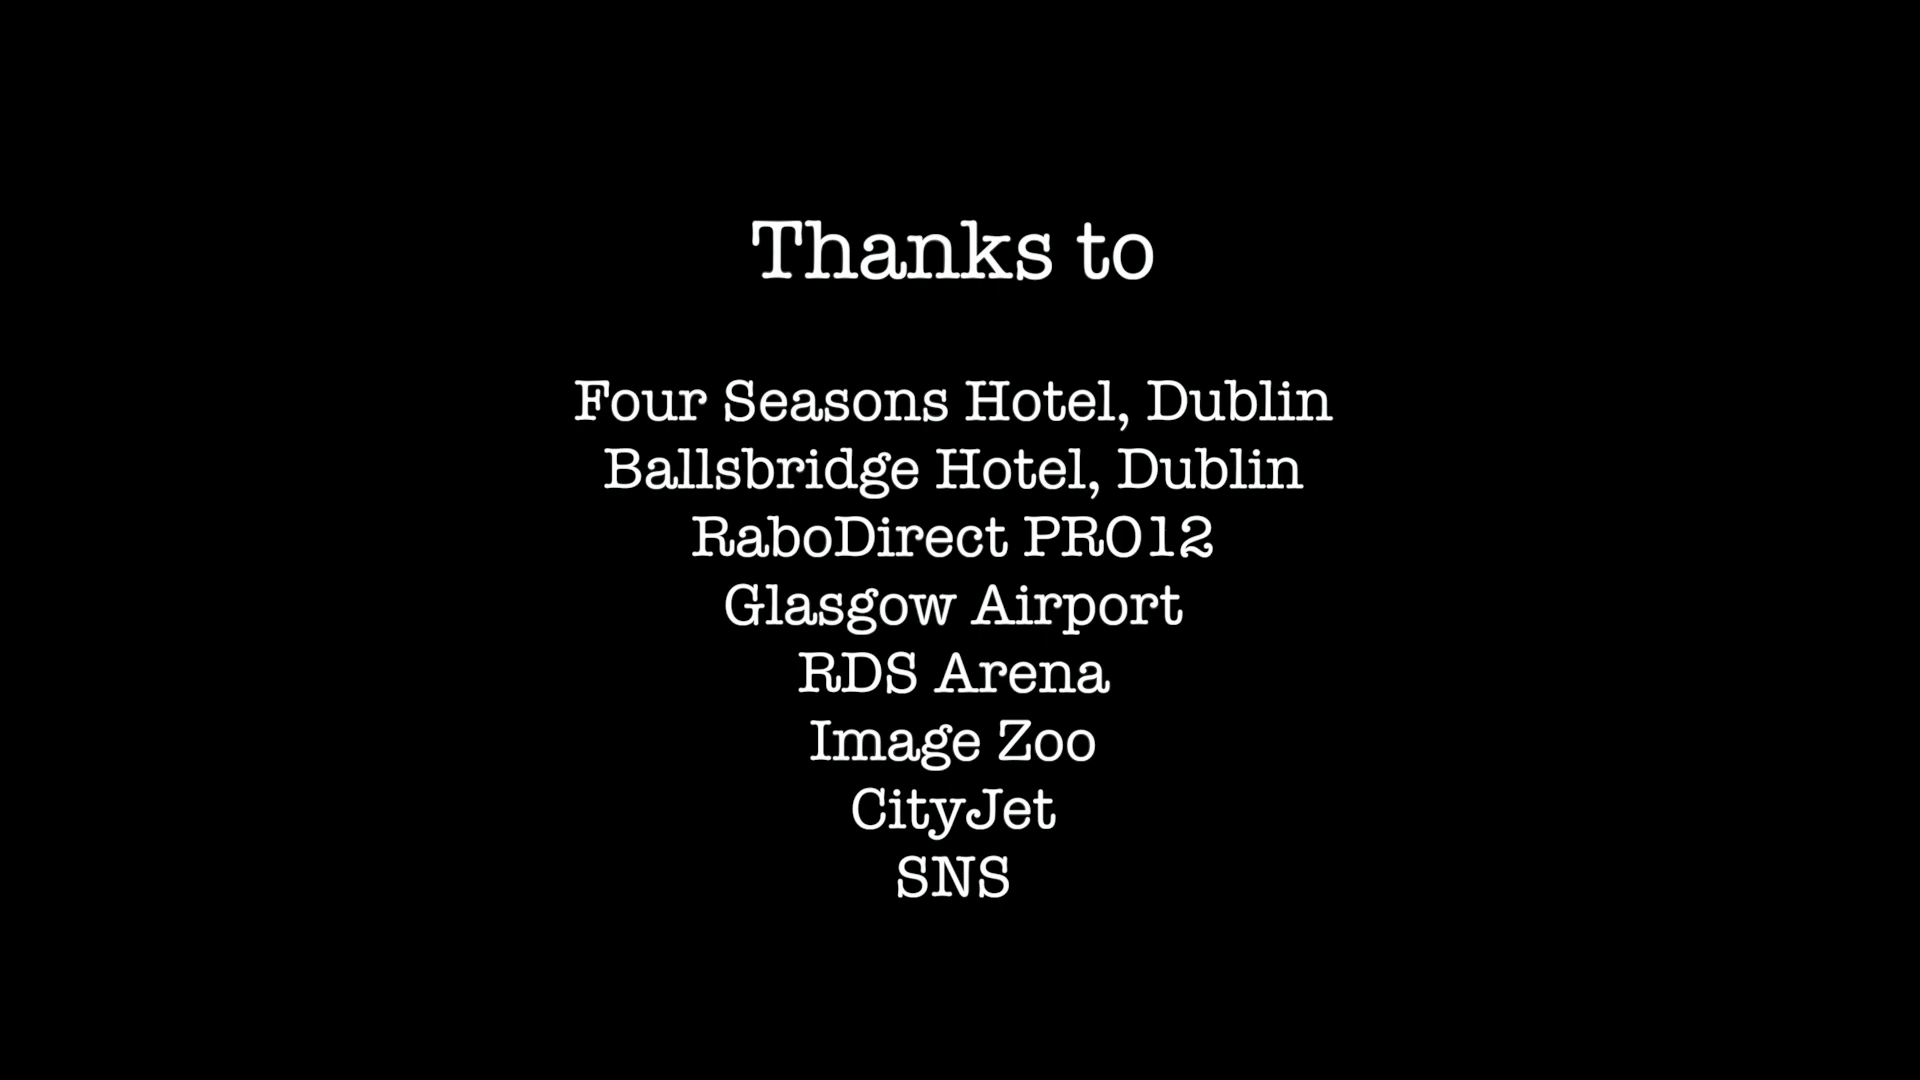 Thanks to
Four Seasons Hotel, Dublin
Ballsbridge Hotel, Dublin
RaboDirect PRO12
Glasgow Airport
RDS Arena
Image Zoo
CityJet
SNS